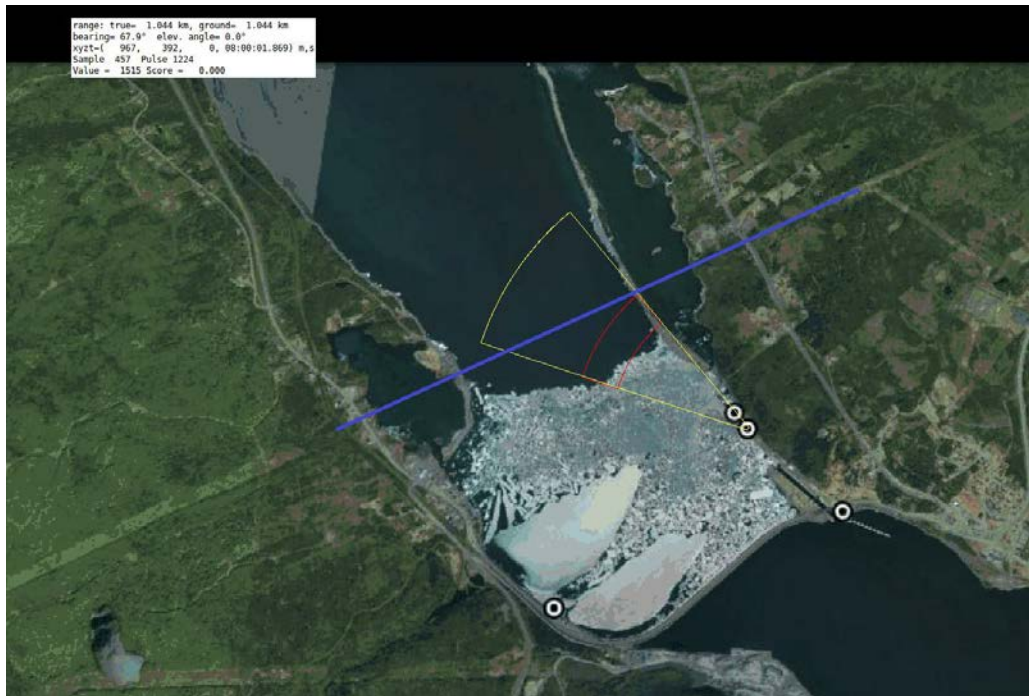 range: true=  1.044 km, ground=  1.044 km
bearing= 67.9°  elev. angle= 0.0°
xyzt=(   967,    392,     0, 08:00:01.869) m,s
Sample  457  Pulse 1224
Value =  1515 Score =   0.000